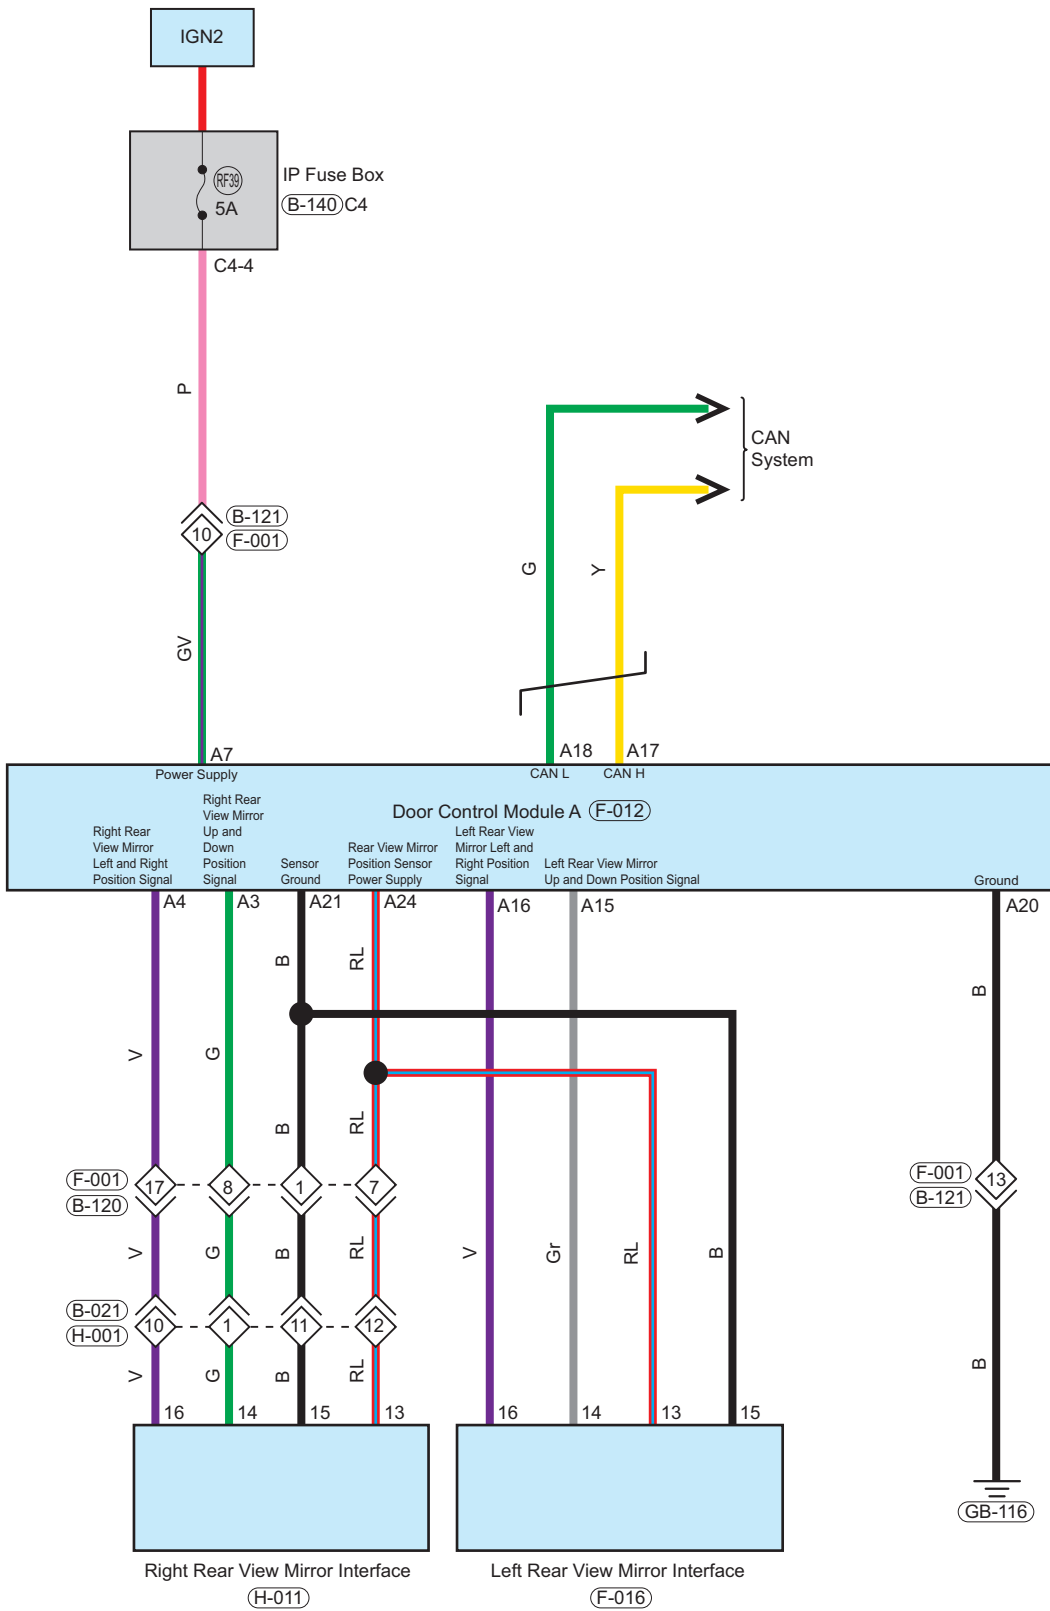 IGN2
RF39
5A
IP Fuse Box
B-140 C4
C4-4
P
B-121
10
F-001
GV
CAN
System
G
Y
A7
A18
A17
Power Supply
CAN L
CAN H
Door Control Module A F-012
Right Rear
View Mirror
Left and Right
Position Signal
Right Rear
View Mirror
Up and
Down
Position
Signal
Sensor
Ground
Rear View Mirror
Position Sensor
Power Supply
Left Rear View
Mirror Left and
Right Position
Signal
Left Rear View Mirror
Up and Down Position Signal
Ground
A4
A3
A21
A24
A16
A15
A20
B
RL
B
V
G
B
RL
F-001
17
8
1
7
B-120
F-001
13
B-121
V
G
B
RL
V
Gr
RL
B
B-021
10
1
11
12
H-001
V
G
B
RL
B
16
14
15
13
16
14
13
15
GB-116
Right Rear View Mirror Interface
H-011
Left Rear View Mirror Interface
F-016